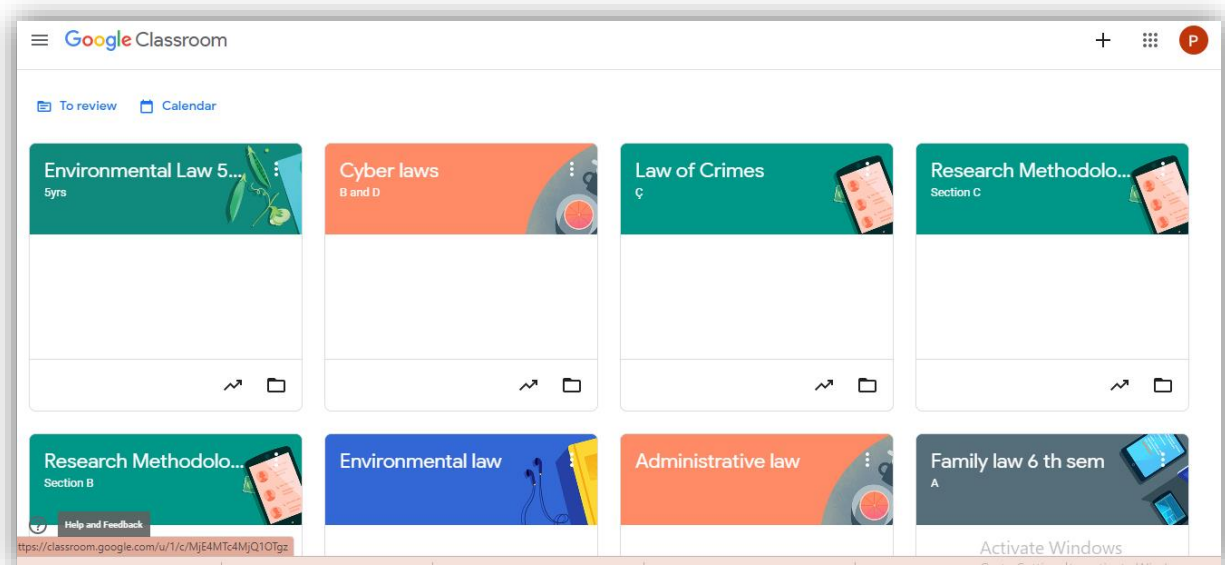 Google Classroom
P
To review
Calendar
Environmental Law 5...
5yrs
Cyber laws
B and D
Law of Crimes
Ç
Research Methodolo...
Section C
Research Methodolo...
Section B
Environmental law
Administrative law
Family law 6 th sem
A
? Help and Feedback
ttps://classroom.google.com/u/1/c/MjE4MTc4MjQ1OTgz
Activate Windows